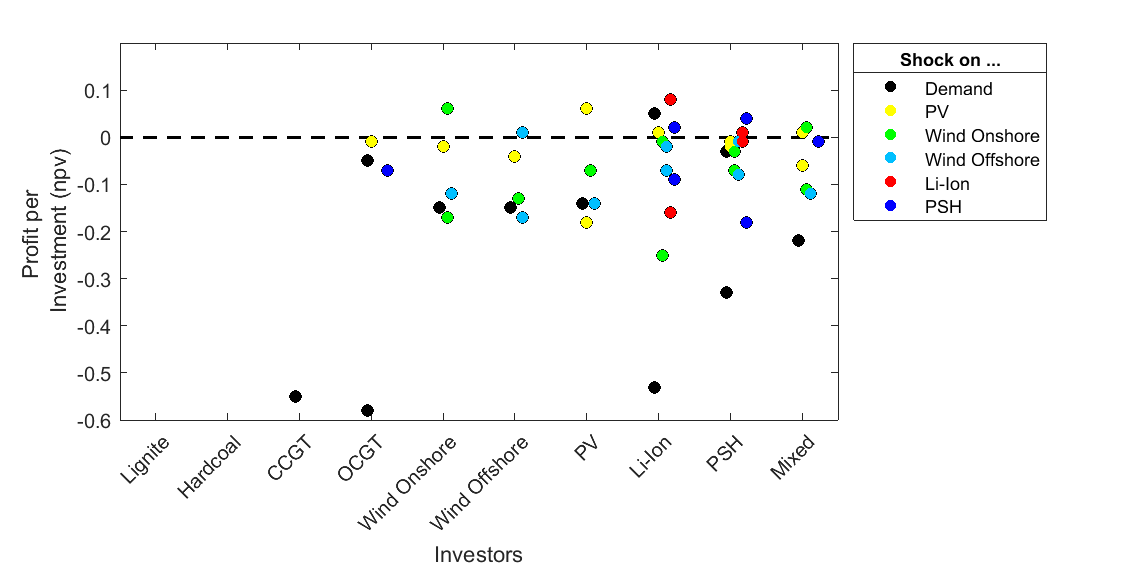 Profit per
Investment (npv)
0.1
0
-0.1
-0.2
-0.3
-0.4
-0.5
-0.6
Lignite
Hardcoal
CCGT
OCGT
Wind Onshore
Wind Offshore
PV
Li-Ion
PSH
Mixed
Investors
Shock on ...
Demand
PV
Wind Onshore
Wind Offshore
Li-Ion
PSH